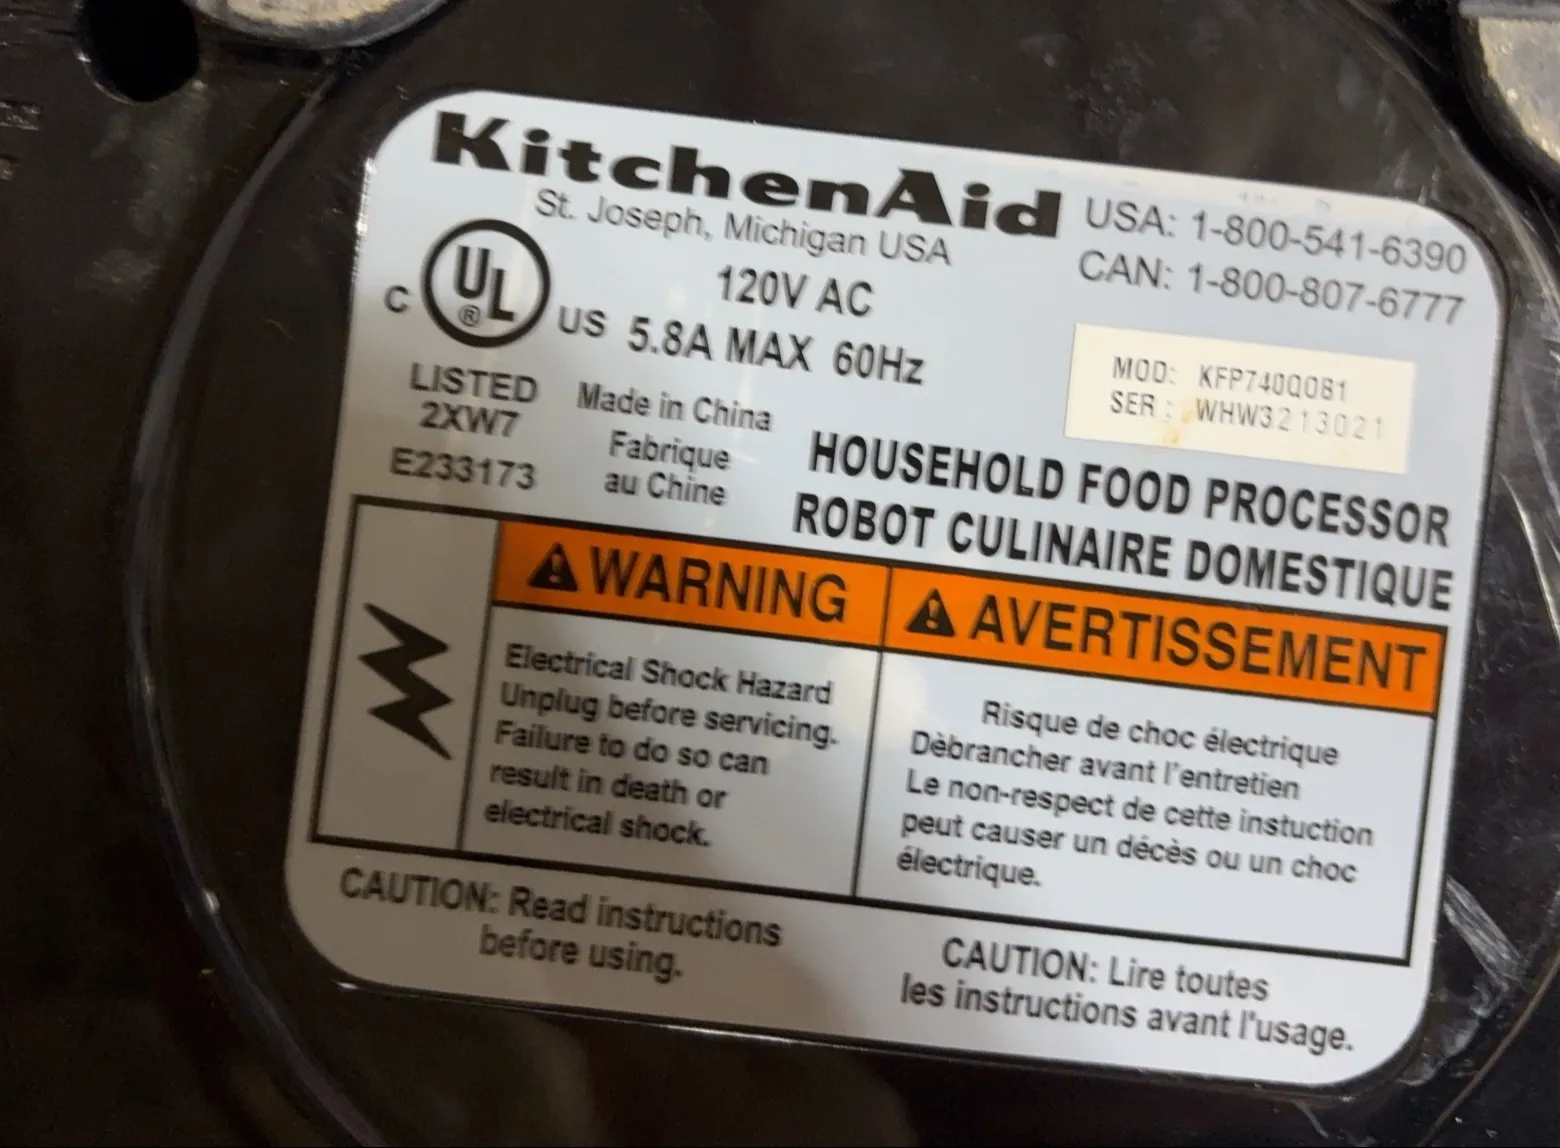 KitchenAid
St. Joseph, Michigan USA
USA: 1-800-541-6390
CAN: 1-800-807-6777
C UL ® US
120V AC
5.8A MAX 60Hz
MOD: KFP740QOB1
SER: WHW3213021
LISTED
2XW7
E233173
Made in China
Fabrique
au Chine
HOUSEHOLD FOOD PROCESSOR
ROBOT CULINAIRE DOMESTIQUE
WARNING
Electrical Shock Hazard
Unplug before servicing.
Failure to do so can
result in death or
electrical shock.
AVERTISSEMENT
Risque de choc électrique
Dèbrancher avant l'entretien
Le non-respect de cette instuction
peut causer un décès ou un choc
électrique.
CAUTION: Read instructions
before using.
CAUTION: Lire toutes
les instructions avant l'usage.